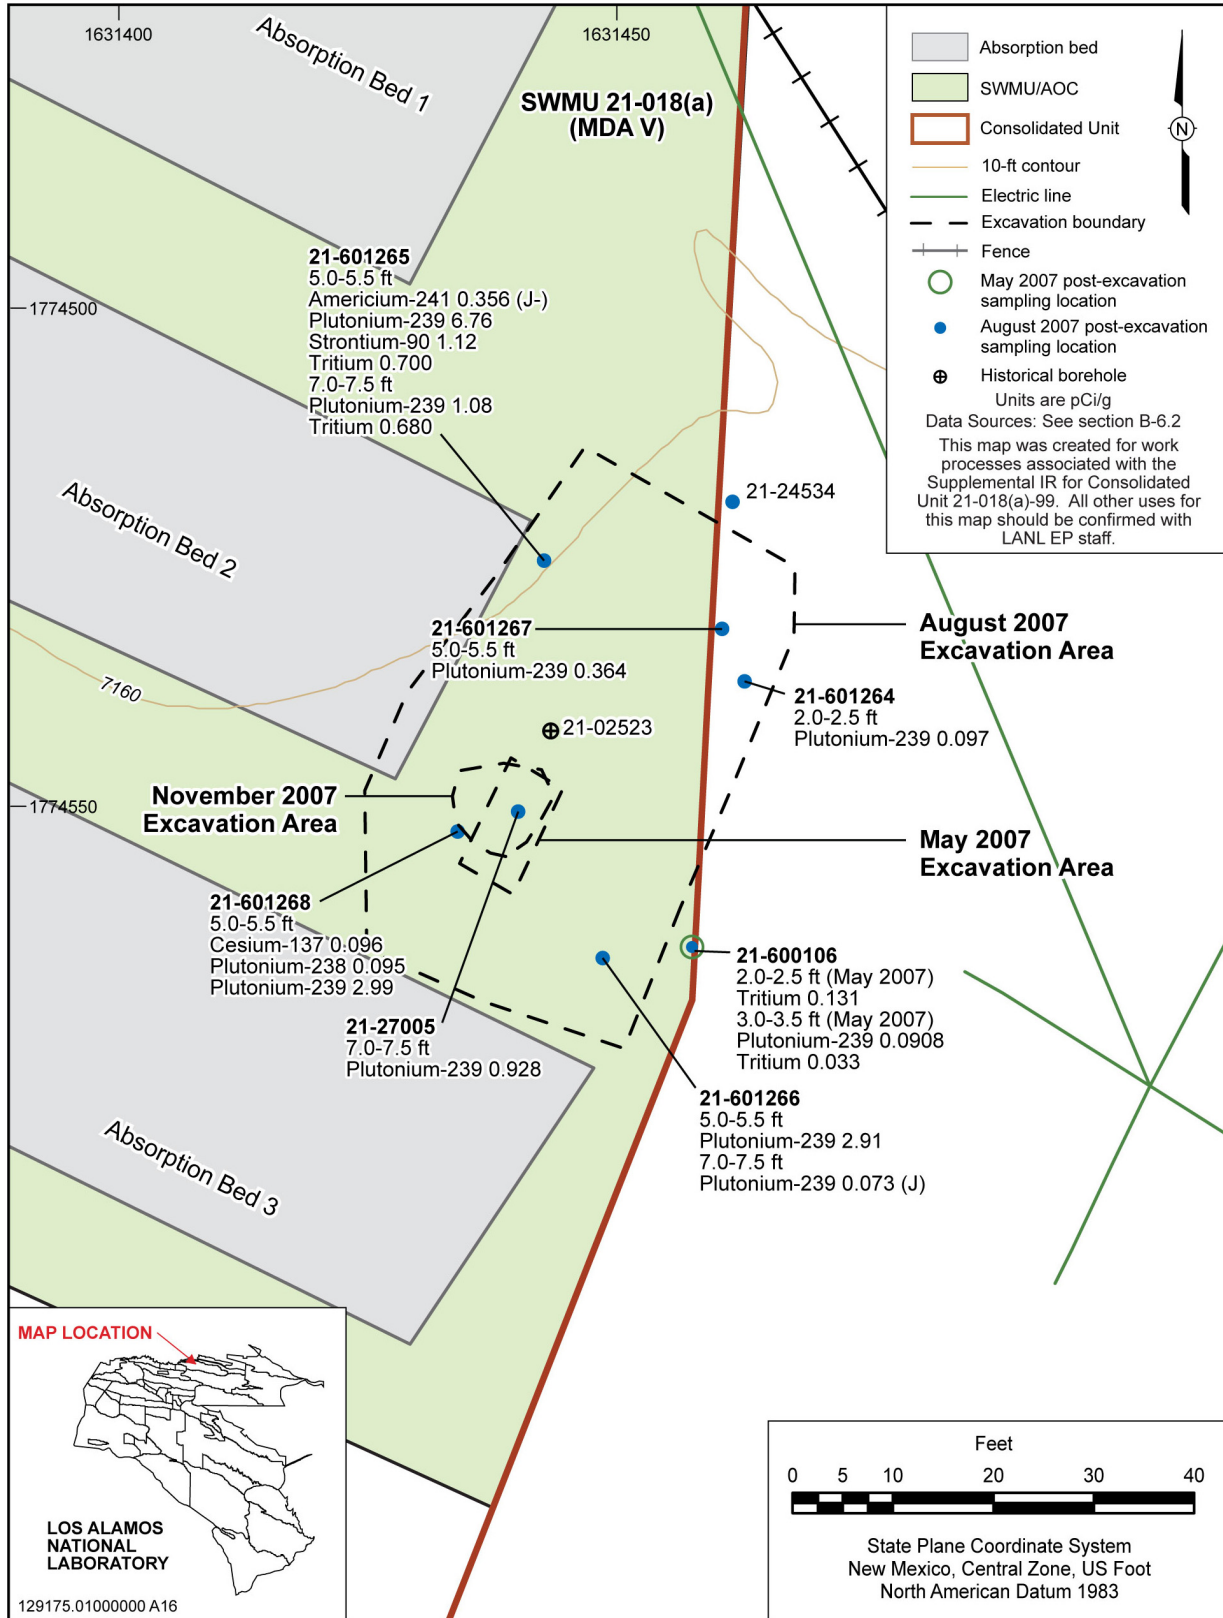 1631400
1631450
Absorption Bed 1
SWMU 21-018(a)
(MDA V)
Absorption bed
SWMU/AOC
Consolidated Unit
10-ft contour
Electric line
Excavation boundary
Fence
May 2007 post-excavation
sampling location
August 2007 post-excavation
sampling location
Historical borehole
Units are pCi/g
Data Sources: See section B-6.2
This map was created for work
processes associated with the
Supplemental IR for Consolidated
Unit 21-018(a)-99. All other uses for
this map should be confirmed with
LANL EP staff.
N
21-601265
5.0-5.5 ft
Americium-241 0.356 (J-)
Plutonium-239 6.76
Strontium-90 1.12
Tritium 0.700
7.0-7.5 ft
Plutonium-239 1.08
Tritium 0.680
1774500
Absorption Bed 2
21-24534
21-601267
5.0-5.5 ft
Plutonium-239 0.364
August 2007
Excavation Area
7160
21-601264
2.0-2.5 ft
Plutonium-239 0.097
21-02523
1774550
November 2007
Excavation Area
May 2007
Excavation Area
21-601268
5.0-5.5 ft
Cesium-137 0.096
Plutonium-238 0.095
Plutonium-239 2.99
21-600106
2.0-2.5 ft (May 2007)
Tritium 0.131
3.0-3.5 ft (May 2007)
Plutonium-239 0.0908
Tritium 0.033
21-27005
7.0-7.5 ft
Plutonium-239 0.928
21-601266
5.0-5.5 ft
Plutonium-239 2.91
7.0-7.5 ft
Plutonium-239 0.073 (J)
Absorption Bed 3
MAP LOCATION
LOS ALAMOS
NATIONAL
LABORATORY
129175.01000000 A16
Feet
0 5 10 20 30 40
State Plane Coordinate System
New Mexico, Central Zone, US Foot
North American Datum 1983